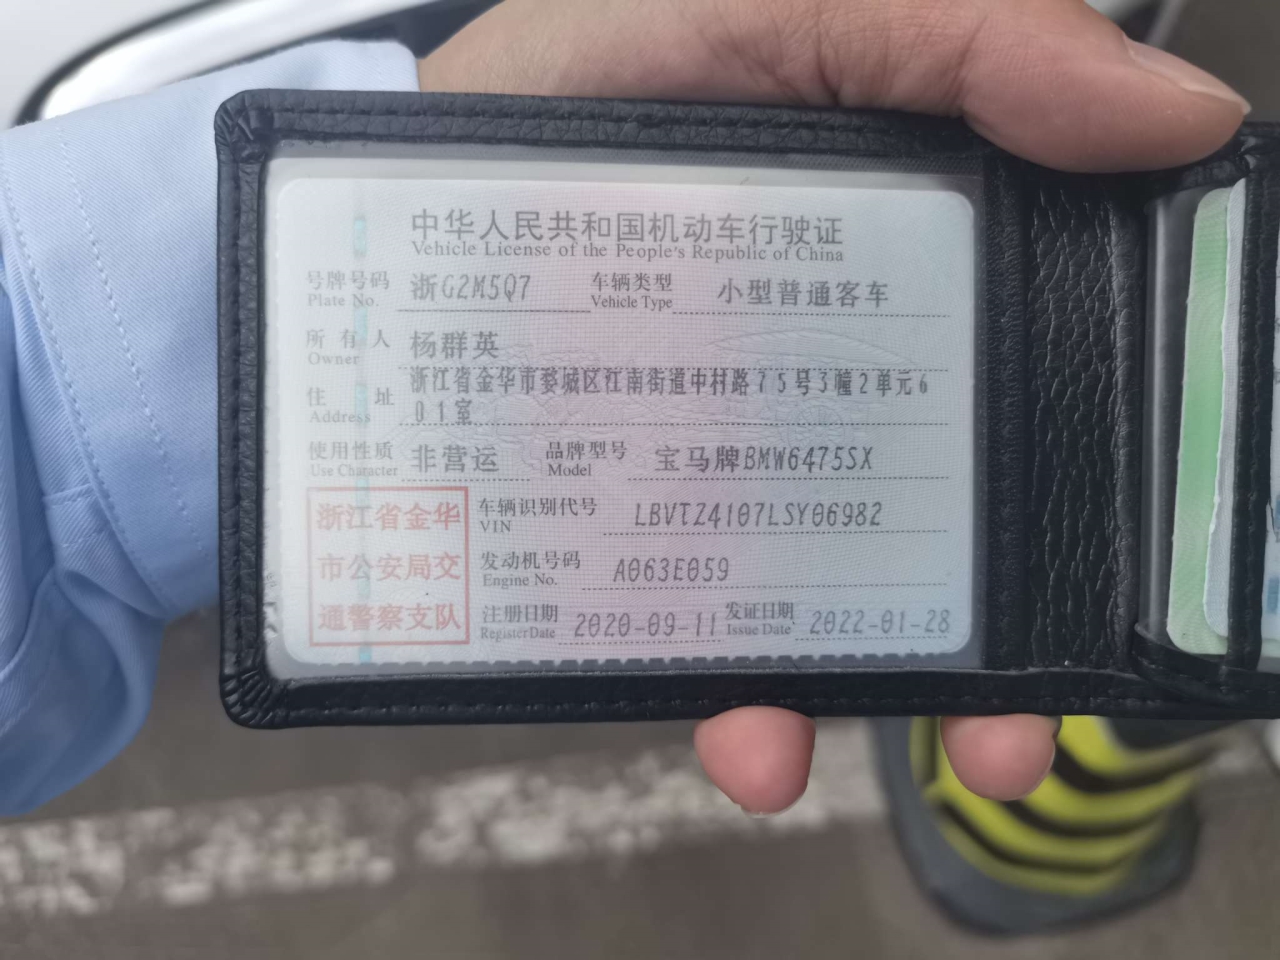 中华人民共和国机动车行驶证
Vehicle License of the People's Republic of China
号牌号码 浙G2M5Q7 车辆类型 小型普通客车
Plate No. Vehicle Type
所有人 杨群英
Owner
浙江省金华市婺城区江南街道中村路75号3幢2单元6
住址 01室
Address
使用性质 非营运 品牌型号 宝马牌BMW6475SX
Use Character Model
浙江省金华
市公安局交
通警察支队
车辆识别代号 LBVTZ4107LSY06982
VIN
发动机号码 A063E059
Engine No.
注册日期 2020-09-11 发证日期 2022-01-28
Register Date Issue Date